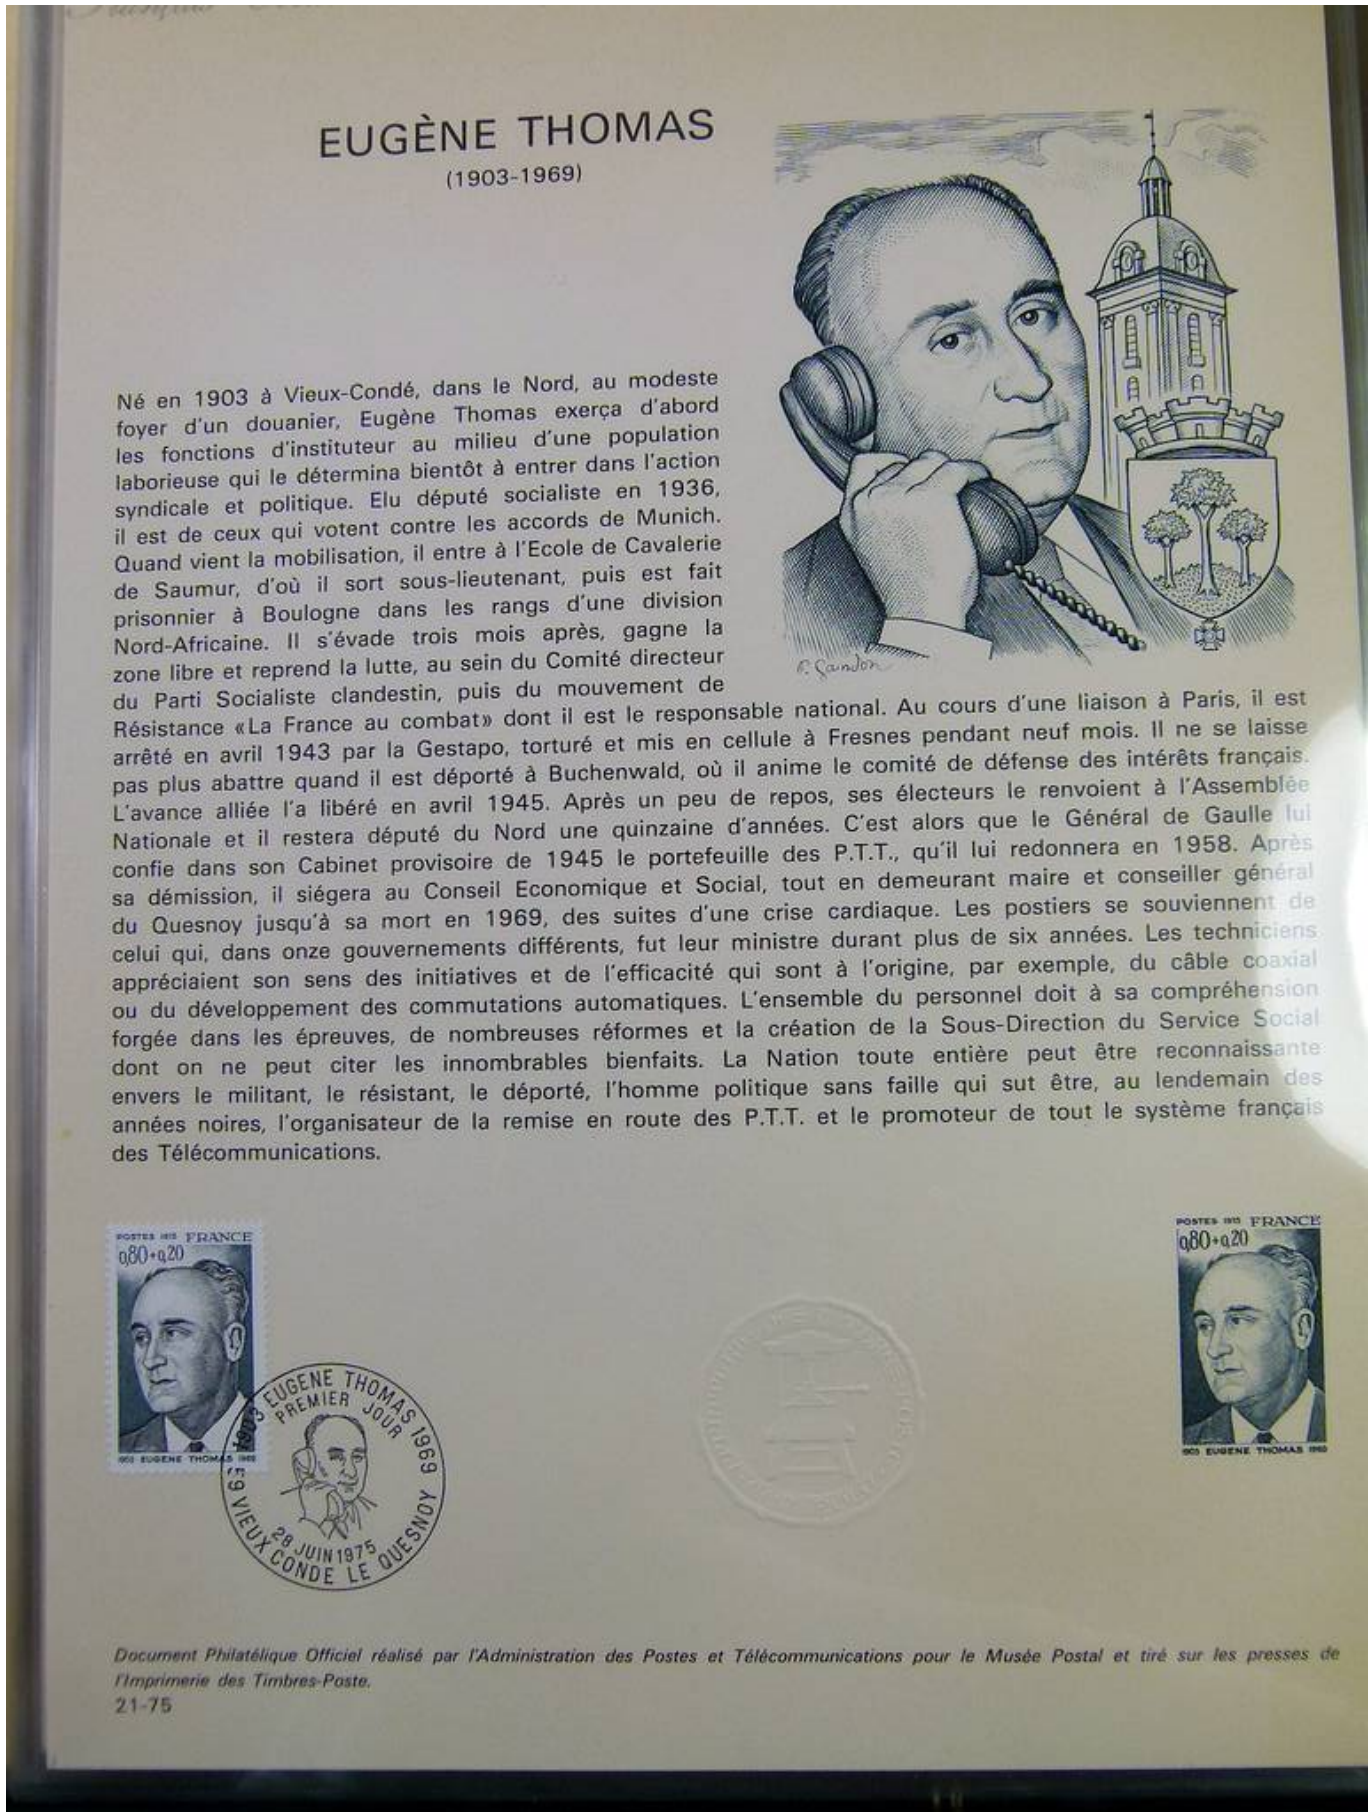 EUGÈNE THOMAS
(1903-1969)
Né en 1903 à Vieux-Condé, dans le Nord, au modeste
foyer d'un douanier, Eugène Thomas exerça d'abord
les fonctions d'instituteur au milieu d'une population
laborieuse qui le détermina bientôt à entrer dans l'action
syndicale et politique. Elu député socialiste en 1936,
il est de ceux qui votent contre les accords de Munich.
Quand vient la mobilisation, il entre à l'Ecole de Cavalerie
de Saumur, d'où il sort sous-lieutenant, puis est fait
prisonnier à Boulogne dans les rangs d'une division
Nord-Africaine. Il s'évade trois mois après, gagne la
zone libre et reprend la lutte, au sein du Comité directeur
du Parti Socialiste clandestin, puis du mouvement de
Résistance «La France au combat» dont il est le responsable national. Au cours d'une liaison à Paris, il est
arrêté en avril 1943 par la Gestapo, torturé et mis en cellule à Fresnes pendant neuf mois. Il ne se laisse
pas plus abattre quand il est déporté à Buchenwald, où il anime le comité de défense des intérêts français.
L'avance alliée l'a libéré en avril 1945. Après un peu de repos, ses électeurs le renvoient à l'Assemblée
Nationale et il restera député du Nord une quinzaine d'années. C'est alors que le Général de Gaulle lui
confie dans son Cabinet provisoire de 1945 le portefeuille des P.T.T., qu'il lui redonnera en 1958. Après
sa démission, il siégera au Conseil Economique et Social, tout en demeurant maire et conseiller général
du Quesnoy jusqu'à sa mort en 1969, des suites d'une crise cardiaque. Les postiers se souviennent de
celui qui, dans onze gouvernements différents, fut leur ministre durant plus de six années. Les techniciens
appréciaient son sens des initiatives et de l'efficacité qui sont à l'origine, par exemple, du câble coaxial
ou du développement des commutations automatiques. L'ensemble du personnel doit à sa compréhension
forgée dans les épreuves, de nombreuses réformes et la création de la Sous-Direction du Service Social
dont on ne peut citer les innombrables bienfaits. La Nation toute entière peut être reconnaissante
envers le militant, le résistant, le déporté, l'homme politique sans faille qui sut être, au lendemain des
années noires, l'organisateur de la remise en route des P.T.T. et le promoteur de tout le système français
des Télécommunications.
P. Gandon
POSTES 1975 FRANCE
0,80+0,20
1903 EUGENE THOMAS 1969
1903 EUGENE THOMAS 1969
PREMIER JOUR
28 JUIN 1975
59 VIEUX CONDE LE QUESNOY
POSTES 1975 FRANCE
0,80+0,20
1903 EUGENE THOMAS 1969
Document Philatélique Officiel réalisé par l'Administration des Postes et Télécommunications pour le Musée Postal et tiré sur les presses de
l'Imprimerie des Timbres-Poste.
21-75